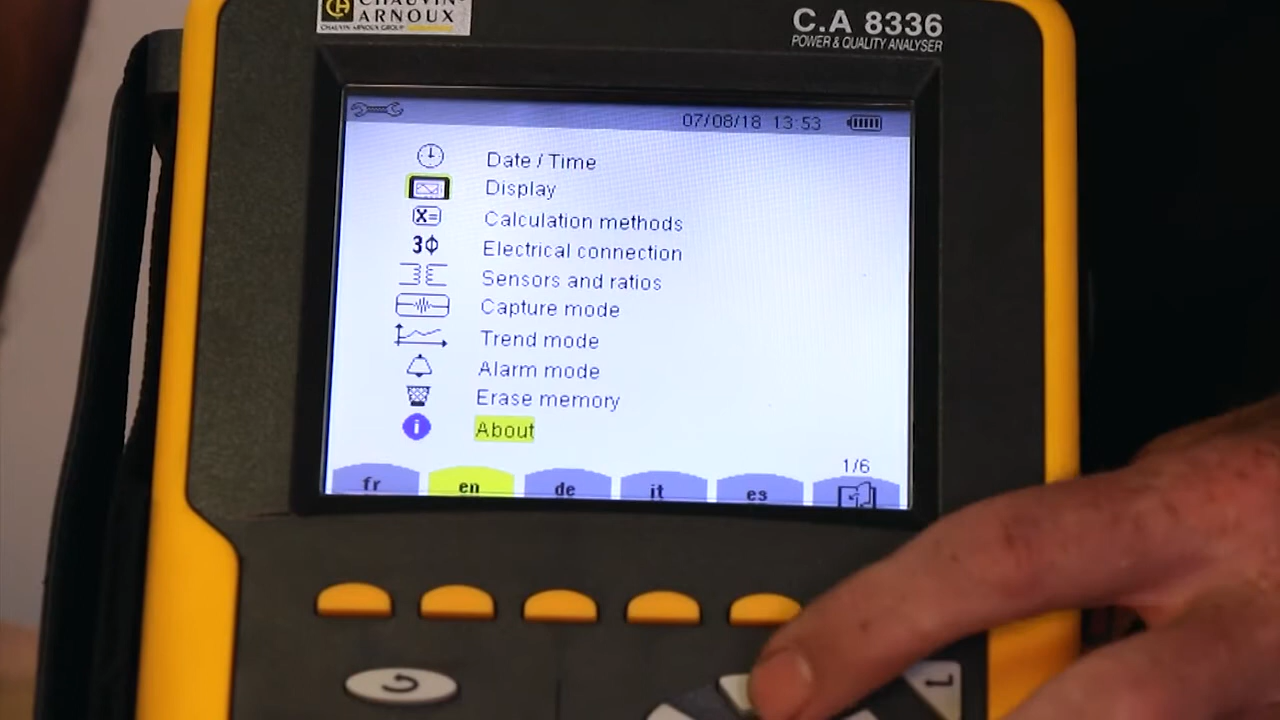 CHAUVIN
ARNOUX
CHAUVIN ARNOUX GROUP
C.A 8336
POWER & QUALITY ANALYSER
07/08/18 13:53
Date / Time
Display
X= Calculation methods
3Φ Electrical connection
Sensors and ratios
Capture mode
Trend mode
Alarm mode
Erase memory
i About
1/6
fr en de it es